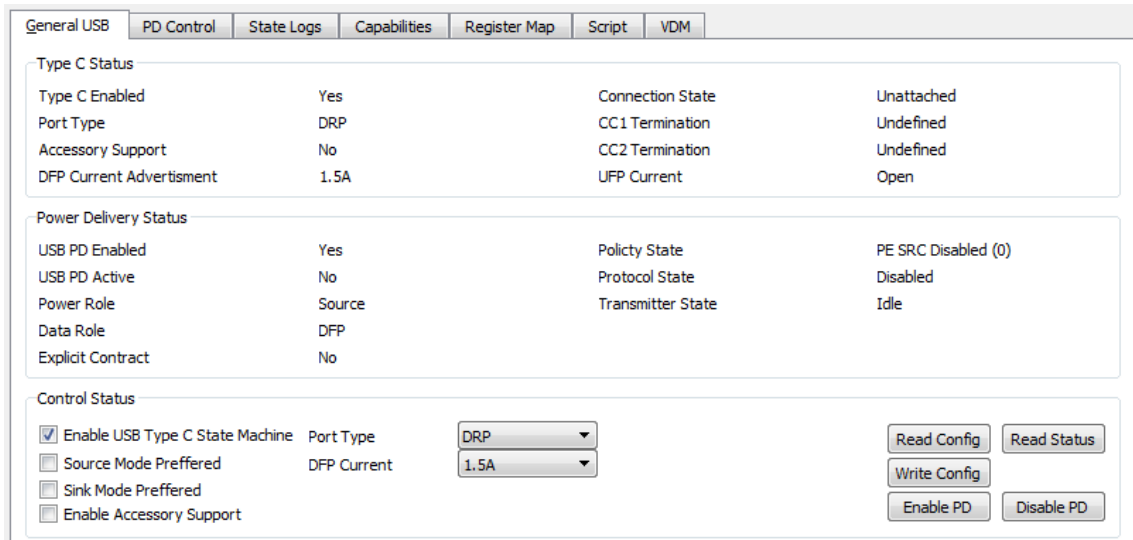 General USB PD Control State Logs Capabilities Register Map Script VDM
Type C Status
Type C Enabled Yes Connection State Unattached
Port Type DRP CC1 Termination Undefined
Accessory Support No CC2 Termination Undefined
DFP Current Advertisment 1.5A UFP Current Open
Power Delivery Status
USB PD Enabled Yes Policty State PE SRC Disabled (0)
USB PD Active No Protocol State Disabled
Power Role Source Transmitter State Idle
Data Role DFP
Explicit Contract No
Control Status
Enable USB Type C State Machine Port Type DRP Read Config Read Status
Source Mode Preffered DFP Current 1.5A Write Config
Sink Mode Preffered
Enable Accessory Support Enable PD Disable PD